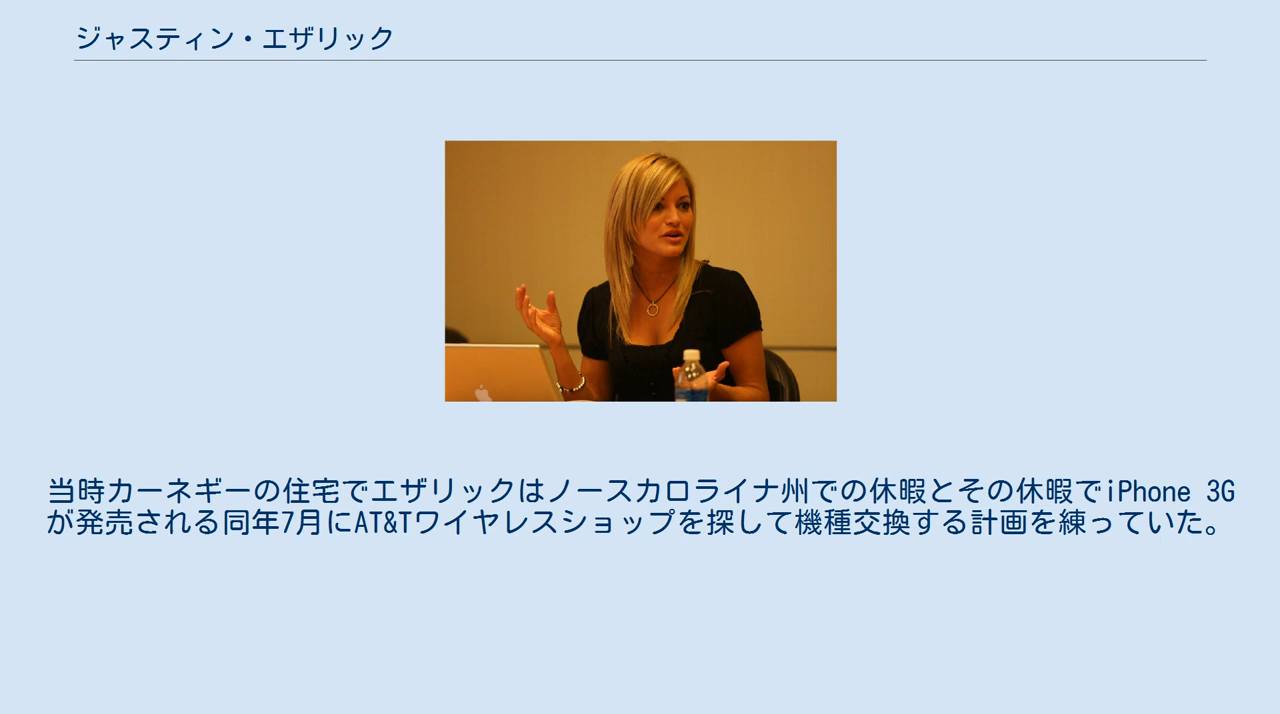 ジャスティン・エザリック
当時カーネギーの住宅でエザリックはノースカロライナ州での休暇とその休暇でiPhone 3G
が発売される同年7月にAT&Tワイヤレスショップを探して機種交換する計画を練っていた。